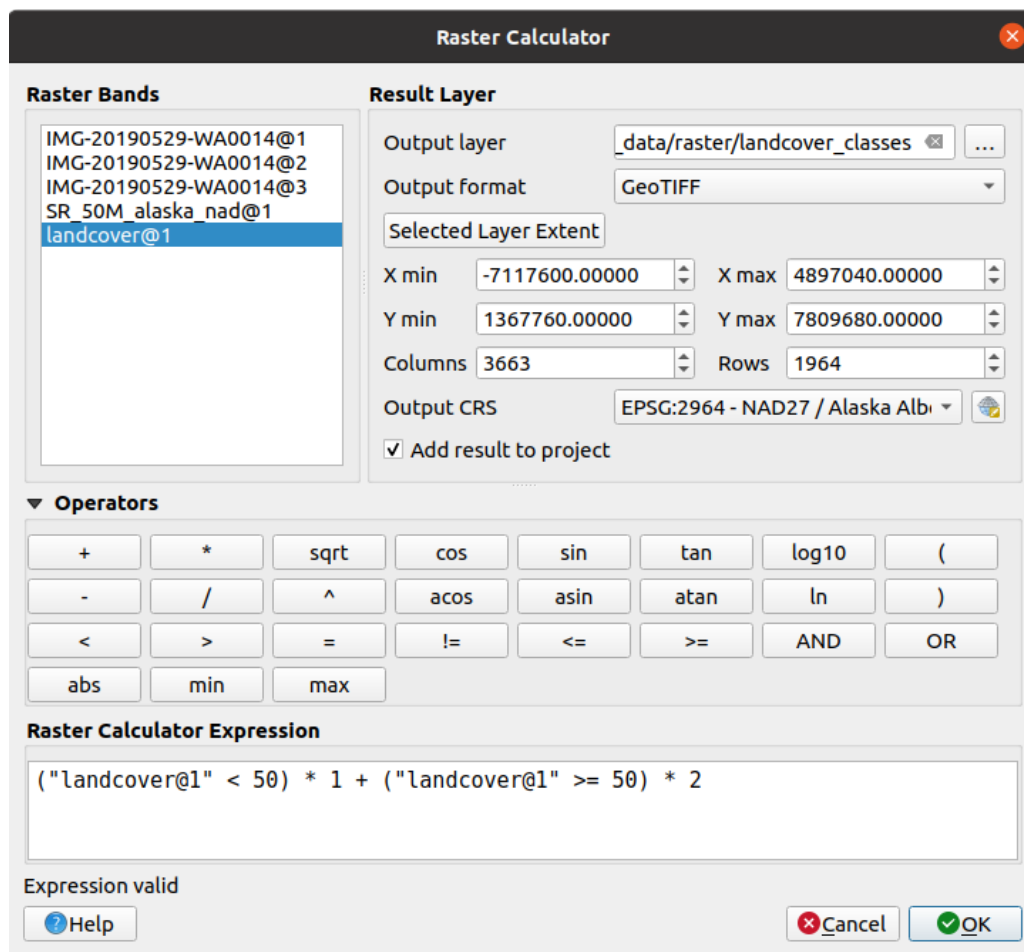 Raster Calculator
Raster Bands
IMG-20190529-WA0014@1
IMG-20190529-WA0014@2
IMG-20190529-WA0014@3
SR_50M_alaska_nad@1
landcover@1
Result Layer
Output layer _data/raster/landcover_classes ...
Output format GeoTIFF
Selected Layer Extent
X min -7117600.00000 X max 4897040.00000
Y min 1367760.00000 Y max 7809680.00000
Columns 3663 Rows 1964
Output CRS EPSG:2964 - NAD27 / Alaska Albe
Add result to project
Operators
+ * sqrt cos sin tan log10 (
- / ^ acos asin atan ln )
< > = != <= >= AND OR
abs min max
Raster Calculator Expression
("landcover@1" < 50) * 1 + ("landcover@1" >= 50) * 2
Expression valid
Help Cancel OK